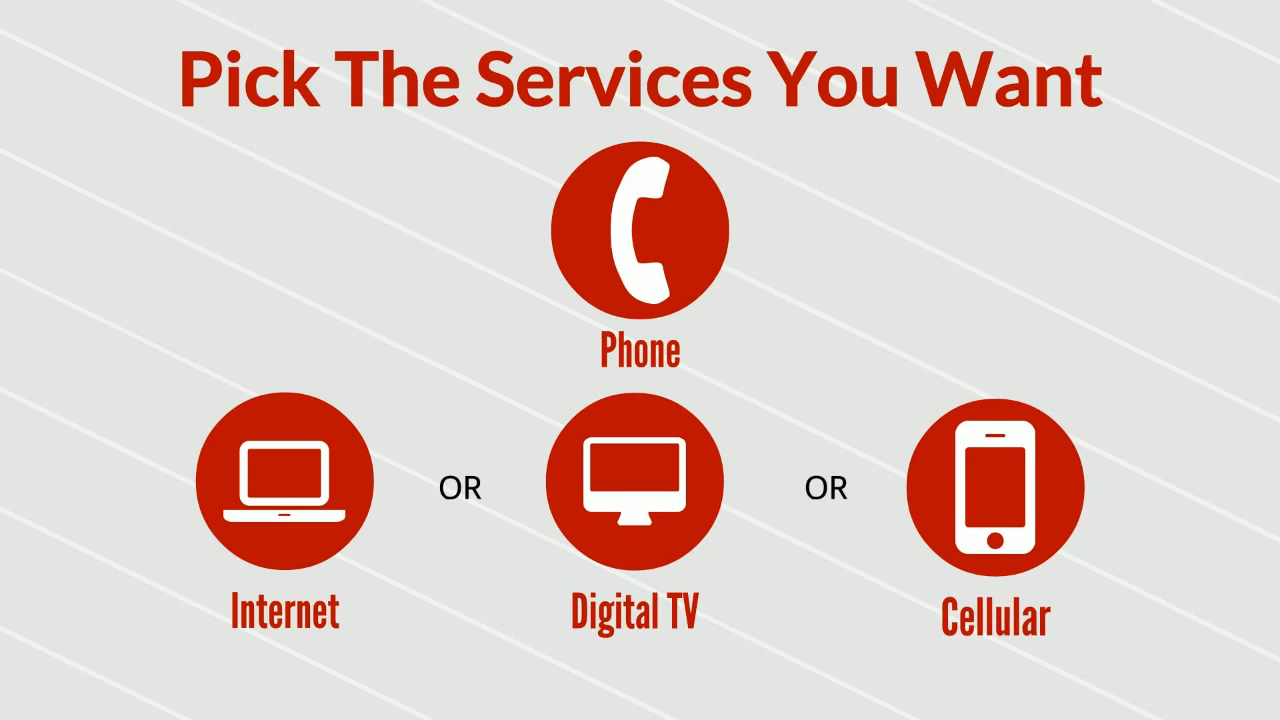 Pick The Services You Want
Phone
OR
OR
Internet
Digital TV
Cellular